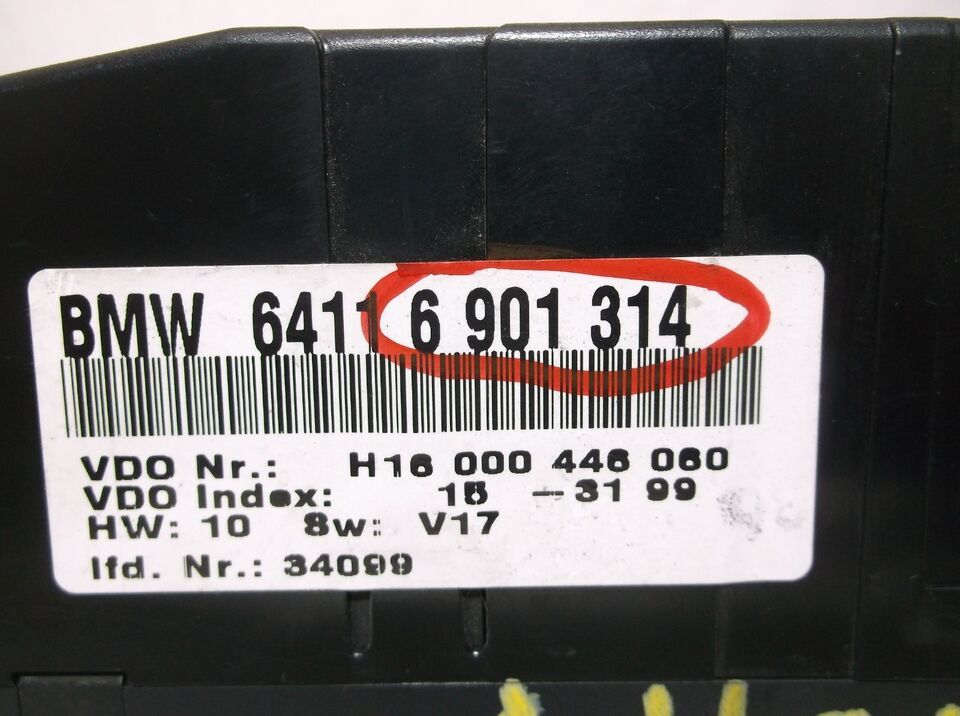 BMW 6411 6 901 314
VDO Nr.: H16 000 446 060
VDO Index: 15 -31 99
HW: 10 Sw: V17
lfd. Nr.: 34099